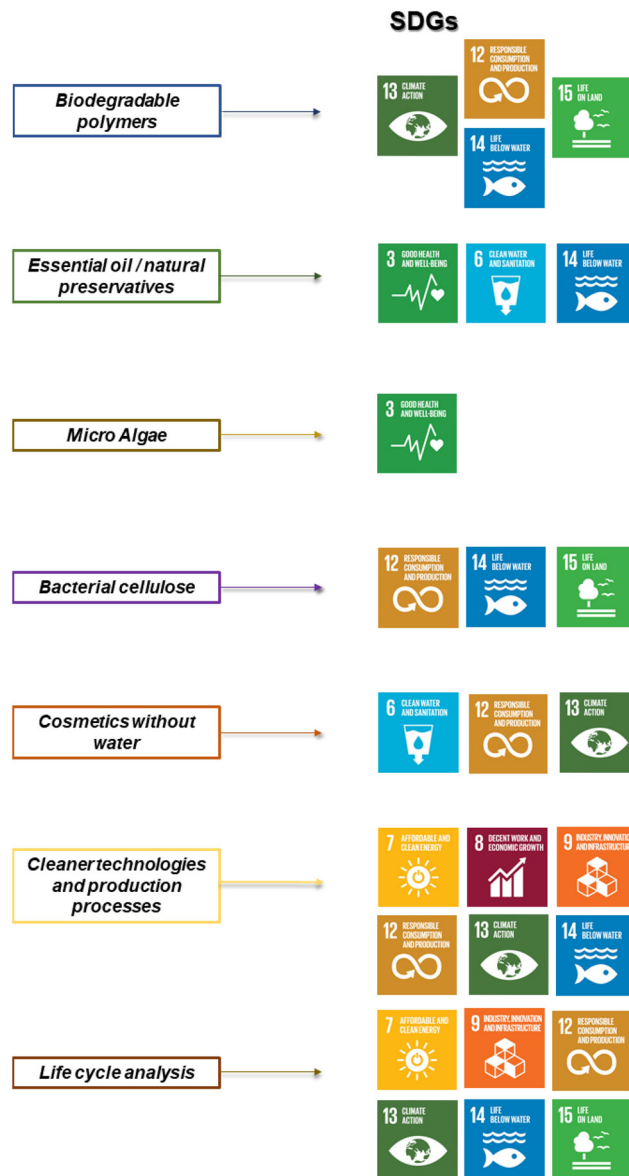 SDGs
Biodegradable
polymers
13 CLIMATE
ACTION
12 RESPONSIBLE
CONSUMPTION
AND PRODUCTION
15 LIFE
ON LAND
14 LIFE
BELOW WATER
Essential oil / natural
preservatives
3 GOOD HEALTH
AND WELL-BEING
6 CLEAN WATER
AND SANITATION
14 LIFE
BELOW WATER
Micro Algae
3 GOOD HEALTH
AND WELL-BEING
Bacterial cellulose
12 RESPONSIBLE
CONSUMPTION
AND PRODUCTION
14 LIFE
BELOW WATER
15 LIFE
ON LAND
Cosmetics without
water
6 CLEAN WATER
AND SANITATION
12 RESPONSIBLE
CONSUMPTION
AND PRODUCTION
13 CLIMATE
ACTION
Cleaner technologies
and production
processes
7 AFFORDABLE AND
CLEAN ENERGY
8 DECENT WORK AND
ECONOMIC GROWTH
9 INDUSTRY, INNOVATION
AND INFRASTRUCTURE
12 RESPONSIBLE
CONSUMPTION
AND PRODUCTION
13 CLIMATE
ACTION
14 LIFE
BELOW WATER
Life cycle analysis
7 AFFORDABLE AND
CLEAN ENERGY
9 INDUSTRY, INNOVATION
AND INFRASTRUCTURE
12 RESPONSIBLE
CONSUMPTION
AND PRODUCTION
13 CLIMATE
ACTION
14 LIFE
BELOW WATER
15 LIFE
ON LAND